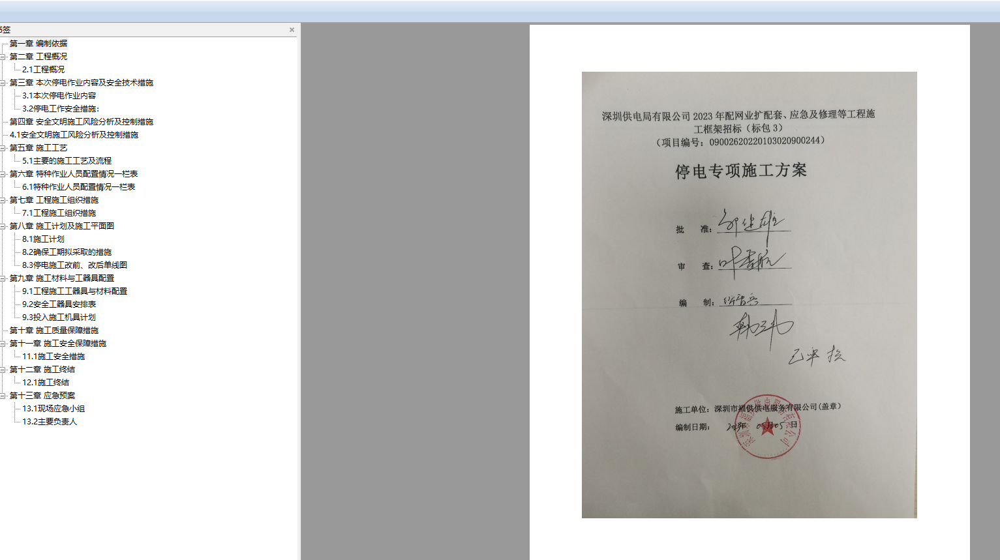 书签
第一章 编制依据
第二章 工程概况
2.1工程概况
第三章 本次停电作业内容及安全技术措施
3.1本次停电作业内容
3.2停电工作安全措施：
第四章 安全文明施工风险分析及控制措施
4.1安全文明施工风险分析及控制措施
第五章 施工工艺
5.1主要的施工工艺及流程
第六章 特种作业人员配置情况一栏表
6.1特种作业人员配置情况一栏表
第七章 工程施工组织措施
7.1工程施工组织措施
第八章 施工计划及施工平面图
8.1施工计划
8.2确保工期拟采取的措施
8.3停电施工改前、改后单线图
第九章 施工材料与工器具配置
9.1工程施工工器具与材料配置
9.2安全工器具安排表
9.3投入施工机具计划
第十章 施工质量保障措施
第十一章 施工安全保障措施
11.1施工安全措施
第十二章 施工终结
12.1施工终结
第十三章 应急预案
13.1现场应急小组
13.2主要负责人
深圳供电局有限公司 2023 年配网业扩配套、应急及修理等工程施
工框架招标（标包 3）
（项目编号：09002620220103020900244）
停电专项施工方案
批 准：
审 查：
编 制：
施工单位：深圳市福供供电服务有限公司(盖章)
编制日期： 年 05月05 日
深圳市福供供电服务有限公司